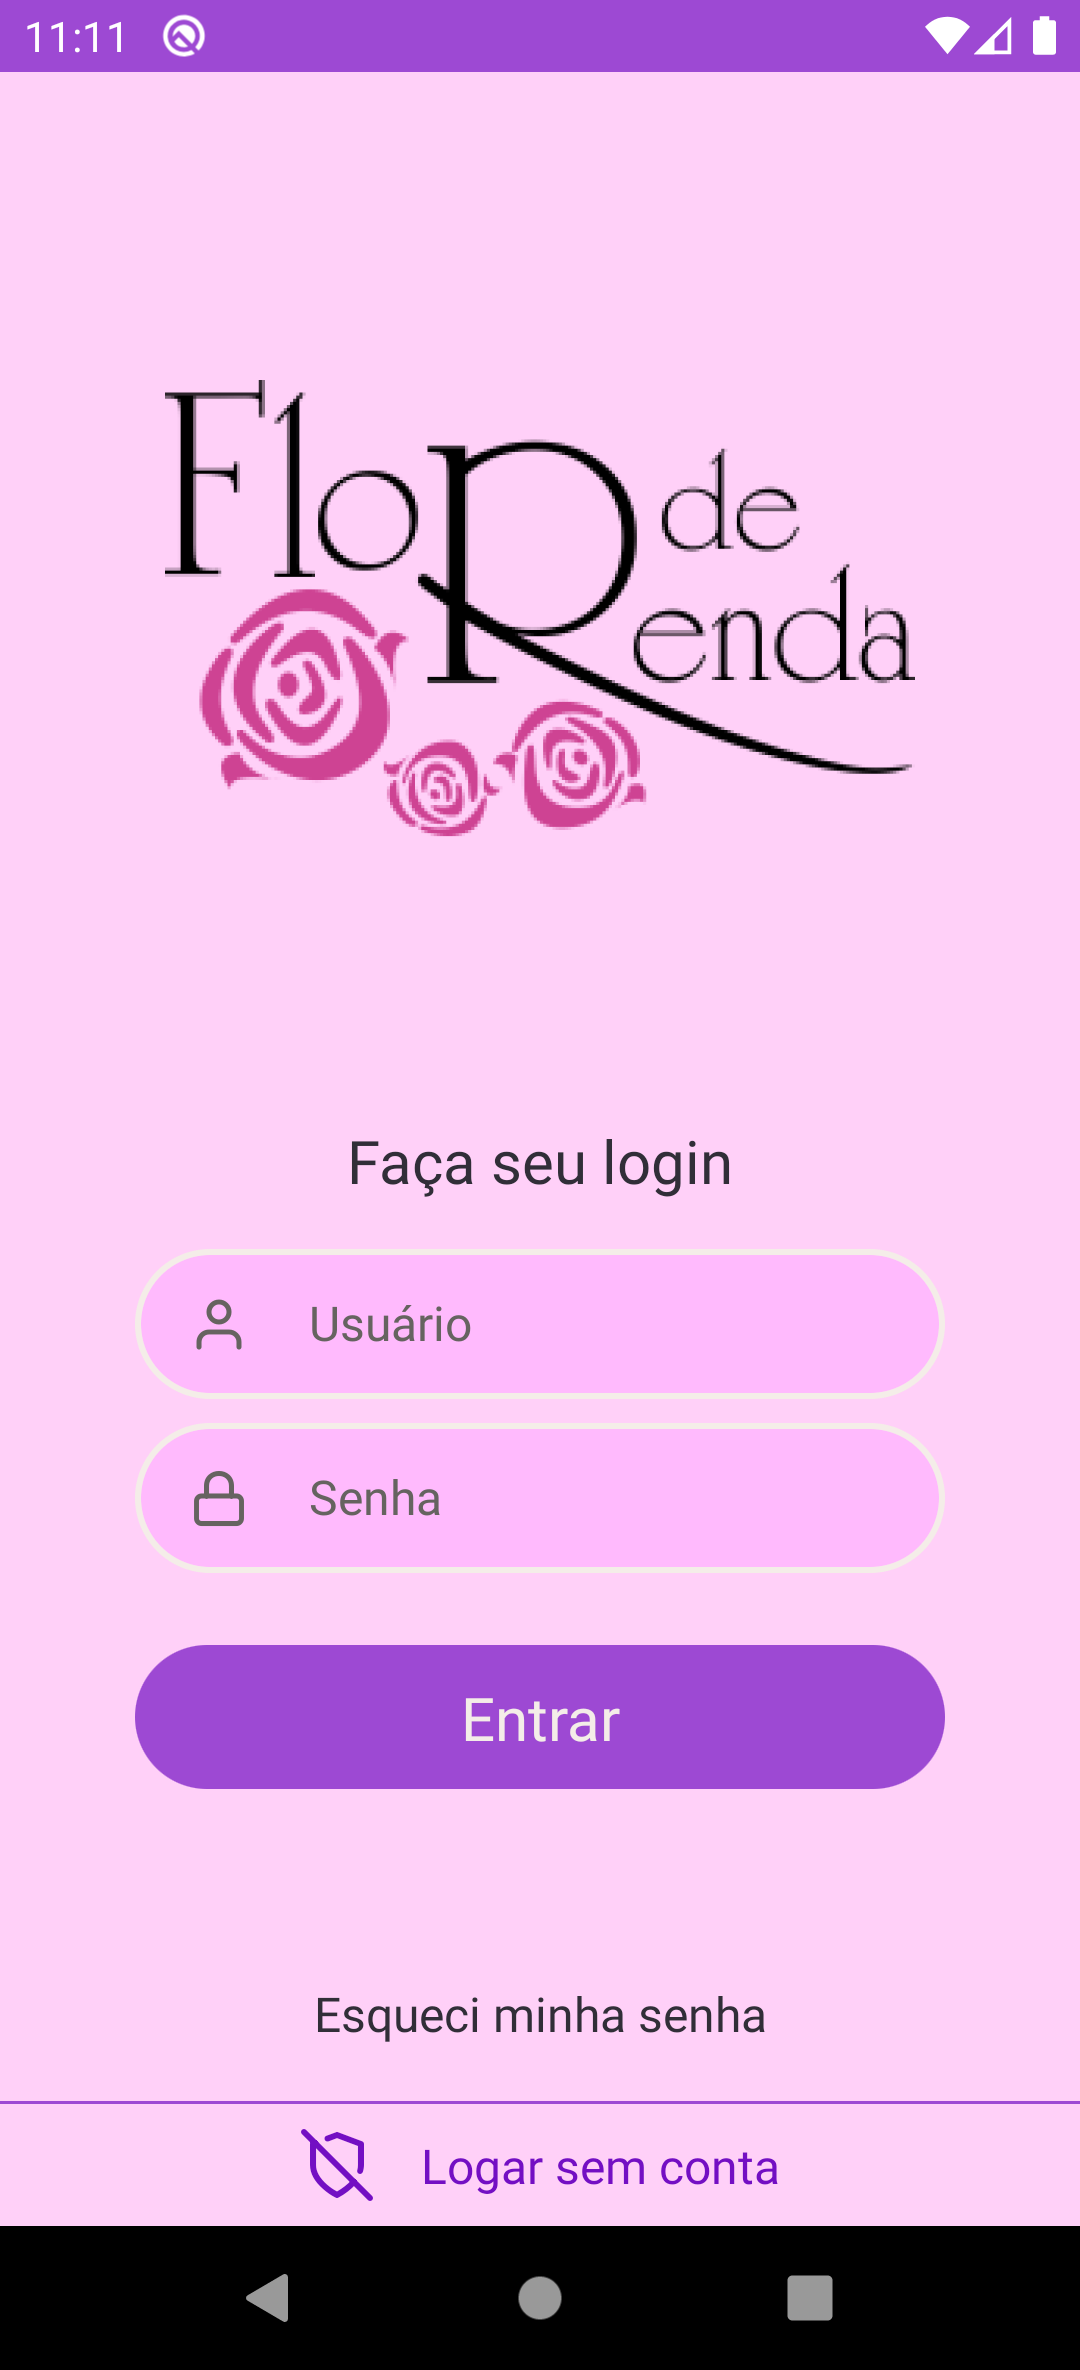 11:11
Flor de
Renda
Faça seu login
Usuário
Senha
Entrar
Esqueci minha senha
Logar sem conta